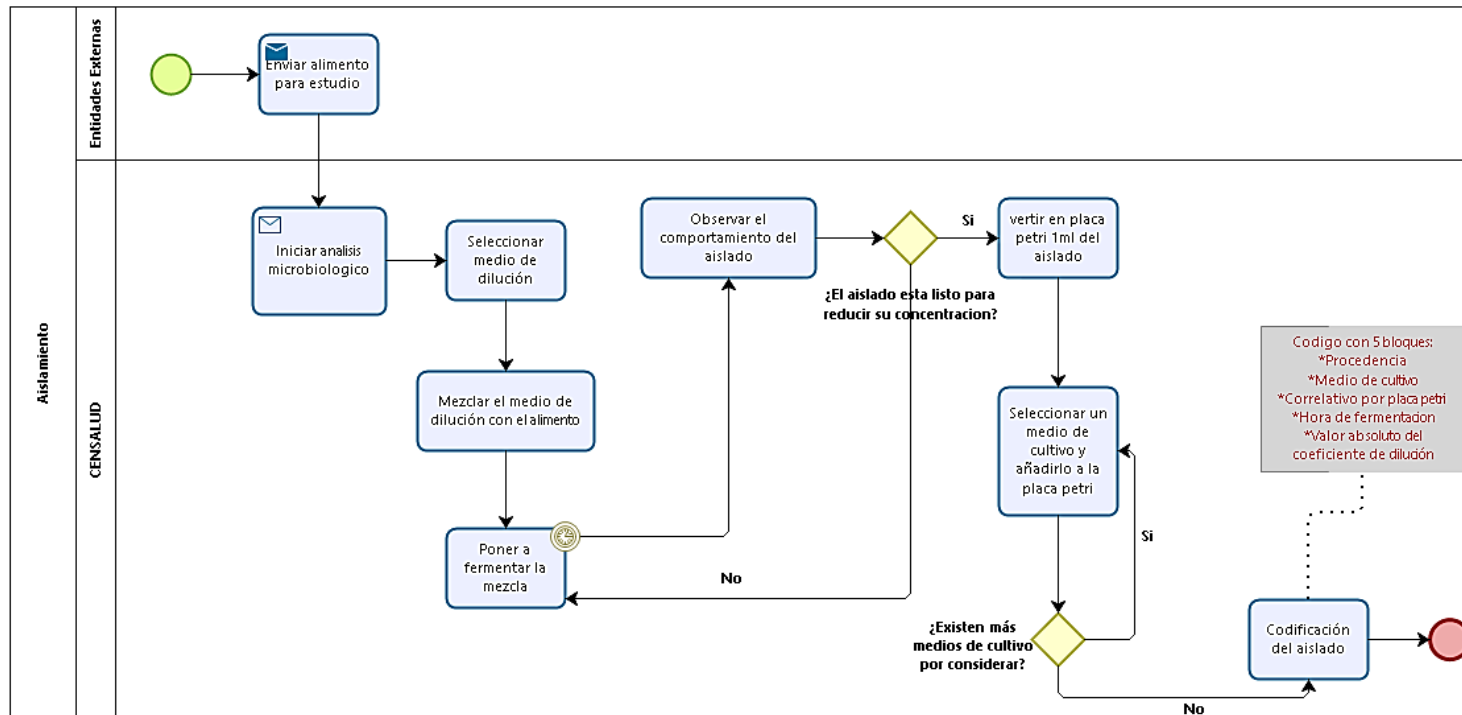 Aislamiento
Entidades Externas
Enviar alimento
para estudio
CENSALUD
Iniciar analisis
microbiologico
Seleccionar
medio de
dilución
Mezclar el medio de
dilución con el alimento
Poner a
fermentar la
mezcla
Observar el
comportamiento del
aislado
¿El aislado esta listo para
reducir su concentracion?
Si
No
vertir en placa
petri 1ml del
aislado
Seleccionar un
medio de
cultivo y
añadirlo a la
placa petri
Si
¿Existen más
medios de cultivo
por considerar?
No
Codigo con 5 bloques:
*Procedencia
*Medio de cultivo
*Correlativo por placa petri
*Hora de fermentacion
*Valor absoluto del
coeficiente de dilución
Codificación
del aislado